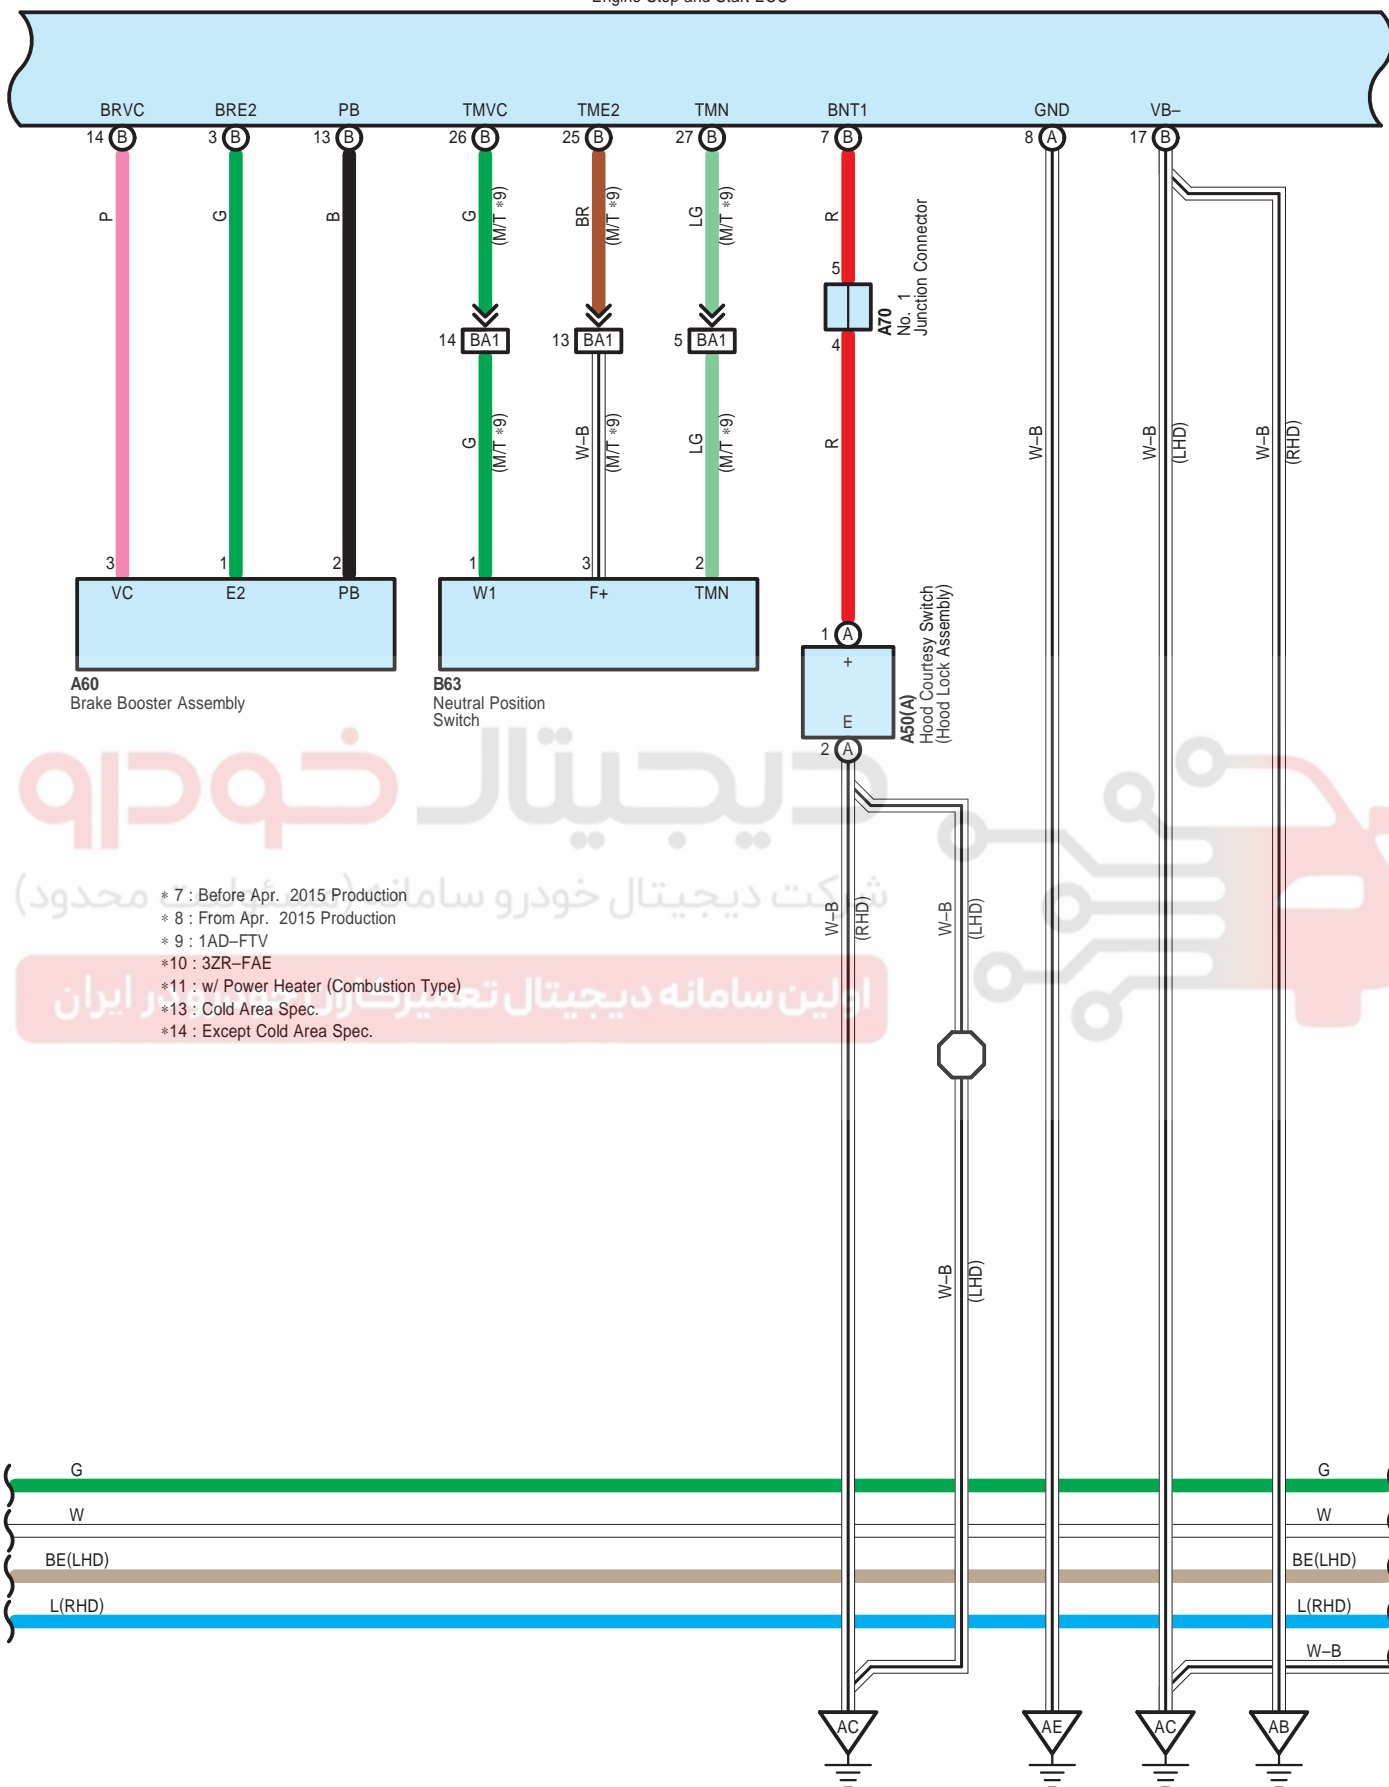 BRVC BRE2 PB TMVC TME2 TMN BNT1 GND VB–
14 B 3 B 13 B 26 B 25 B 27 B 7 B 8 A 17 B
P
G
B
G
(M/T *9)
BR
(M/T *9)
LG
(M/T *9)
R
5
A70
No. 1
Junction Connector
4
14 BA1 13 BA1 5 BA1
G
(M/T *9)
W–B
(M/T *9)
LG
(M/T *9)
R
W–B
W–B
(LHD)
W–B
(RHD)
3 1 2 1 3 2
VC E2 PB W1 F+ TMN
A60
Brake Booster Assembly
B63
Neutral Position
Switch
1 A
+
E
2 A
A50(A)
Hood Courtesy Switch
(Hood Lock Assembly)
دیجیتال خودرو
شرکت دیجیتال خودرو سامانه (مسئولیت محدود)
اولین سامانه دیجیتال تعمیرکاران خودرو در ایران
* 7 : Before Apr. 2015 Production
* 8 : From Apr. 2015 Production
* 9 : 1AD–FTV
*10 : 3ZR–FAE
*11 : w/ Power Heater (Combustion Type)
*13 : Cold Area Spec.
*14 : Except Cold Area Spec.
W–B
(RHD)
W–B
(LHD)
W–B
(LHD)
G G
W W
BE(LHD) BE(LHD)
L(RHD) L(RHD)
W–B
AC AE AC AB